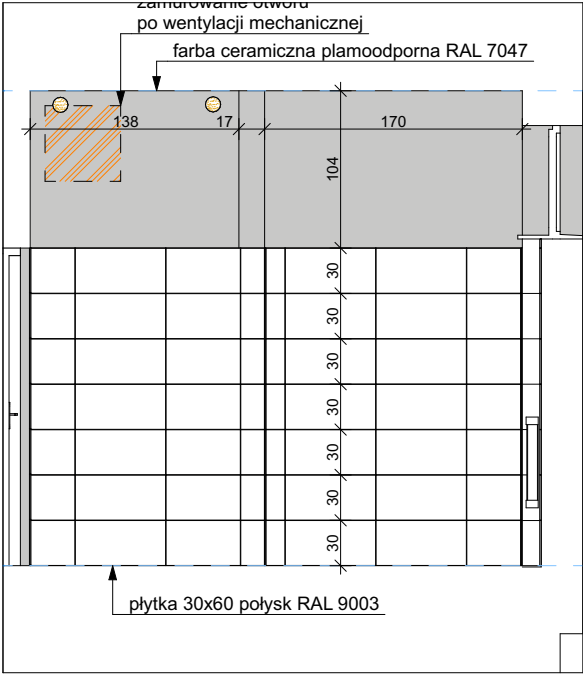 zamurowanie otworu
po wentylacji mechanicznej
farba ceramiczna plamoodporna RAL 7047
138
17
170
104
30
30
30
30
30
30
30
płytka 30x60 połysk RAL 9003